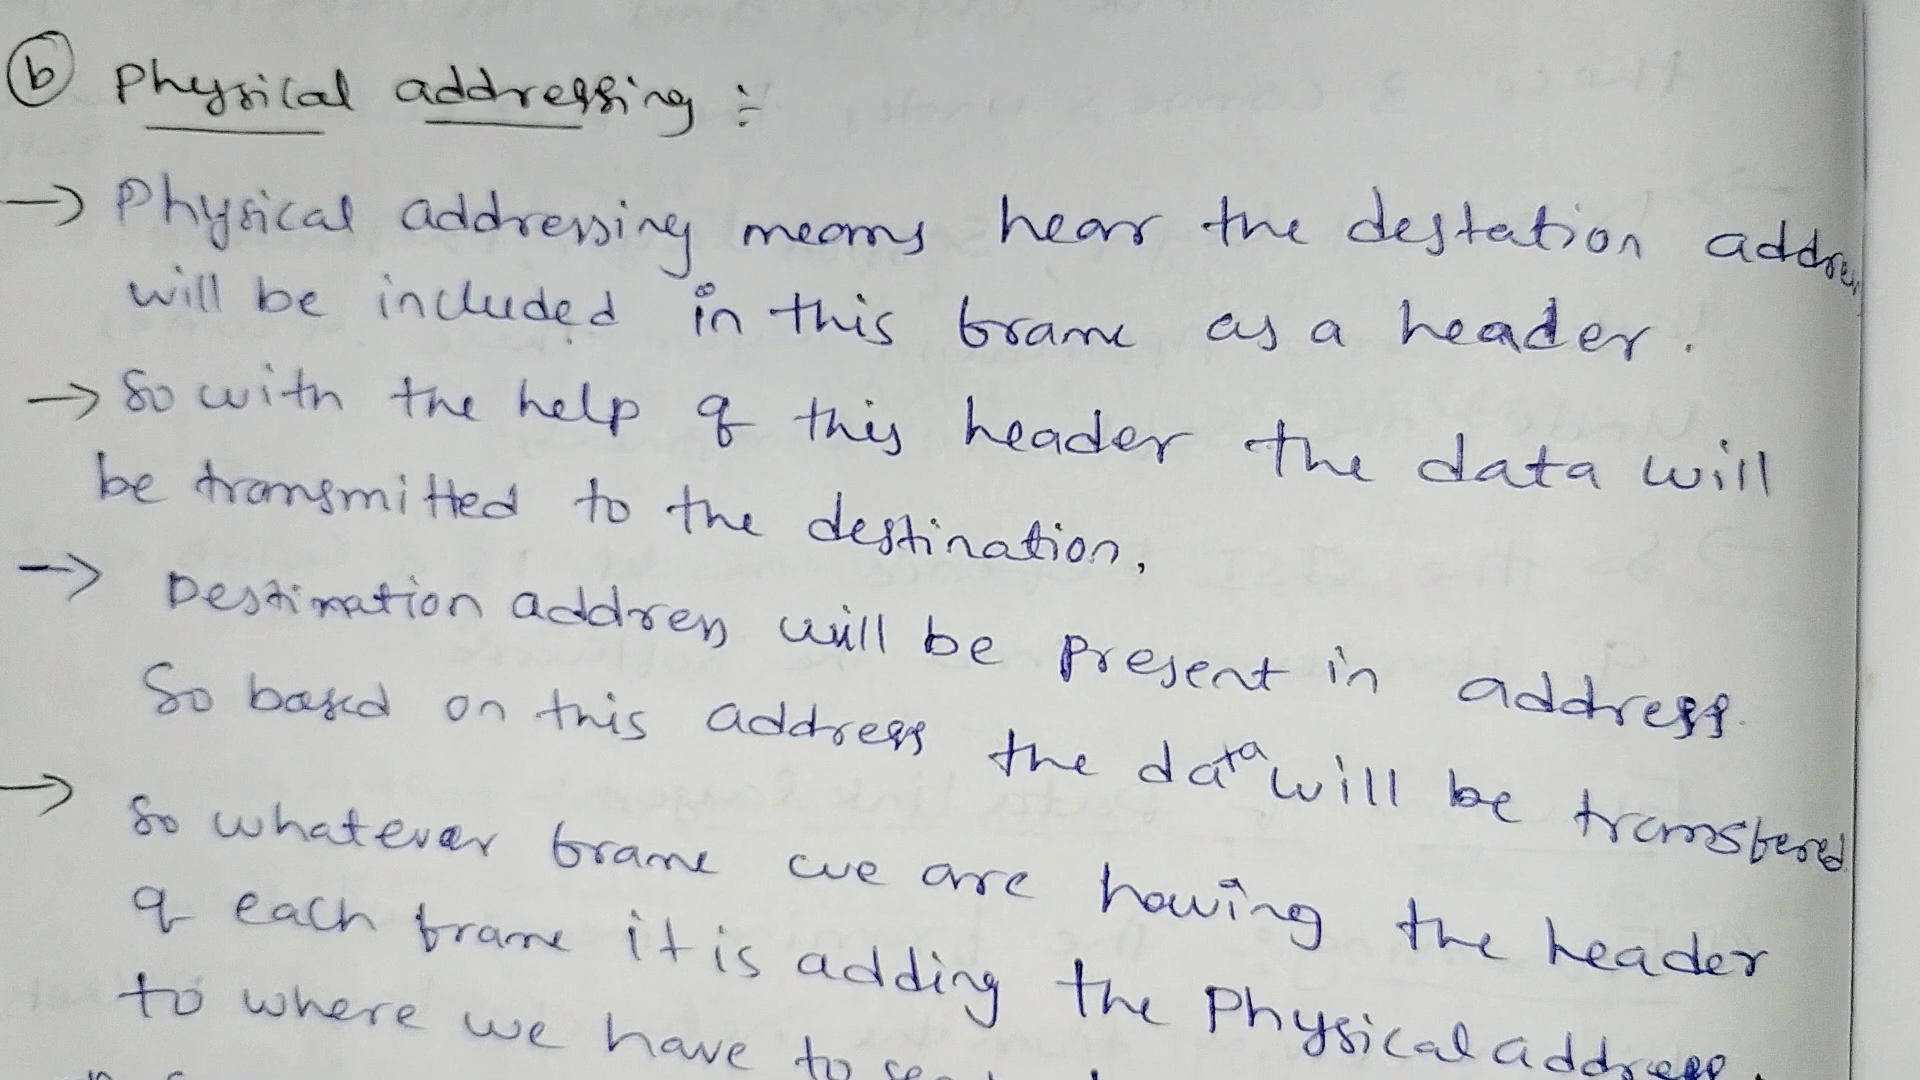 b Physical addressing :-
→ Physical addressing means hear the destation address
will be included in this frame as a header.
→ So with the help of this header the data will
be transmitted to the destination.
→ Destination address will be present in address.
So based on this address the data will be transfered
→ So whatever frame we are having the header
of each frame it is adding the Physical address.
to where we have to